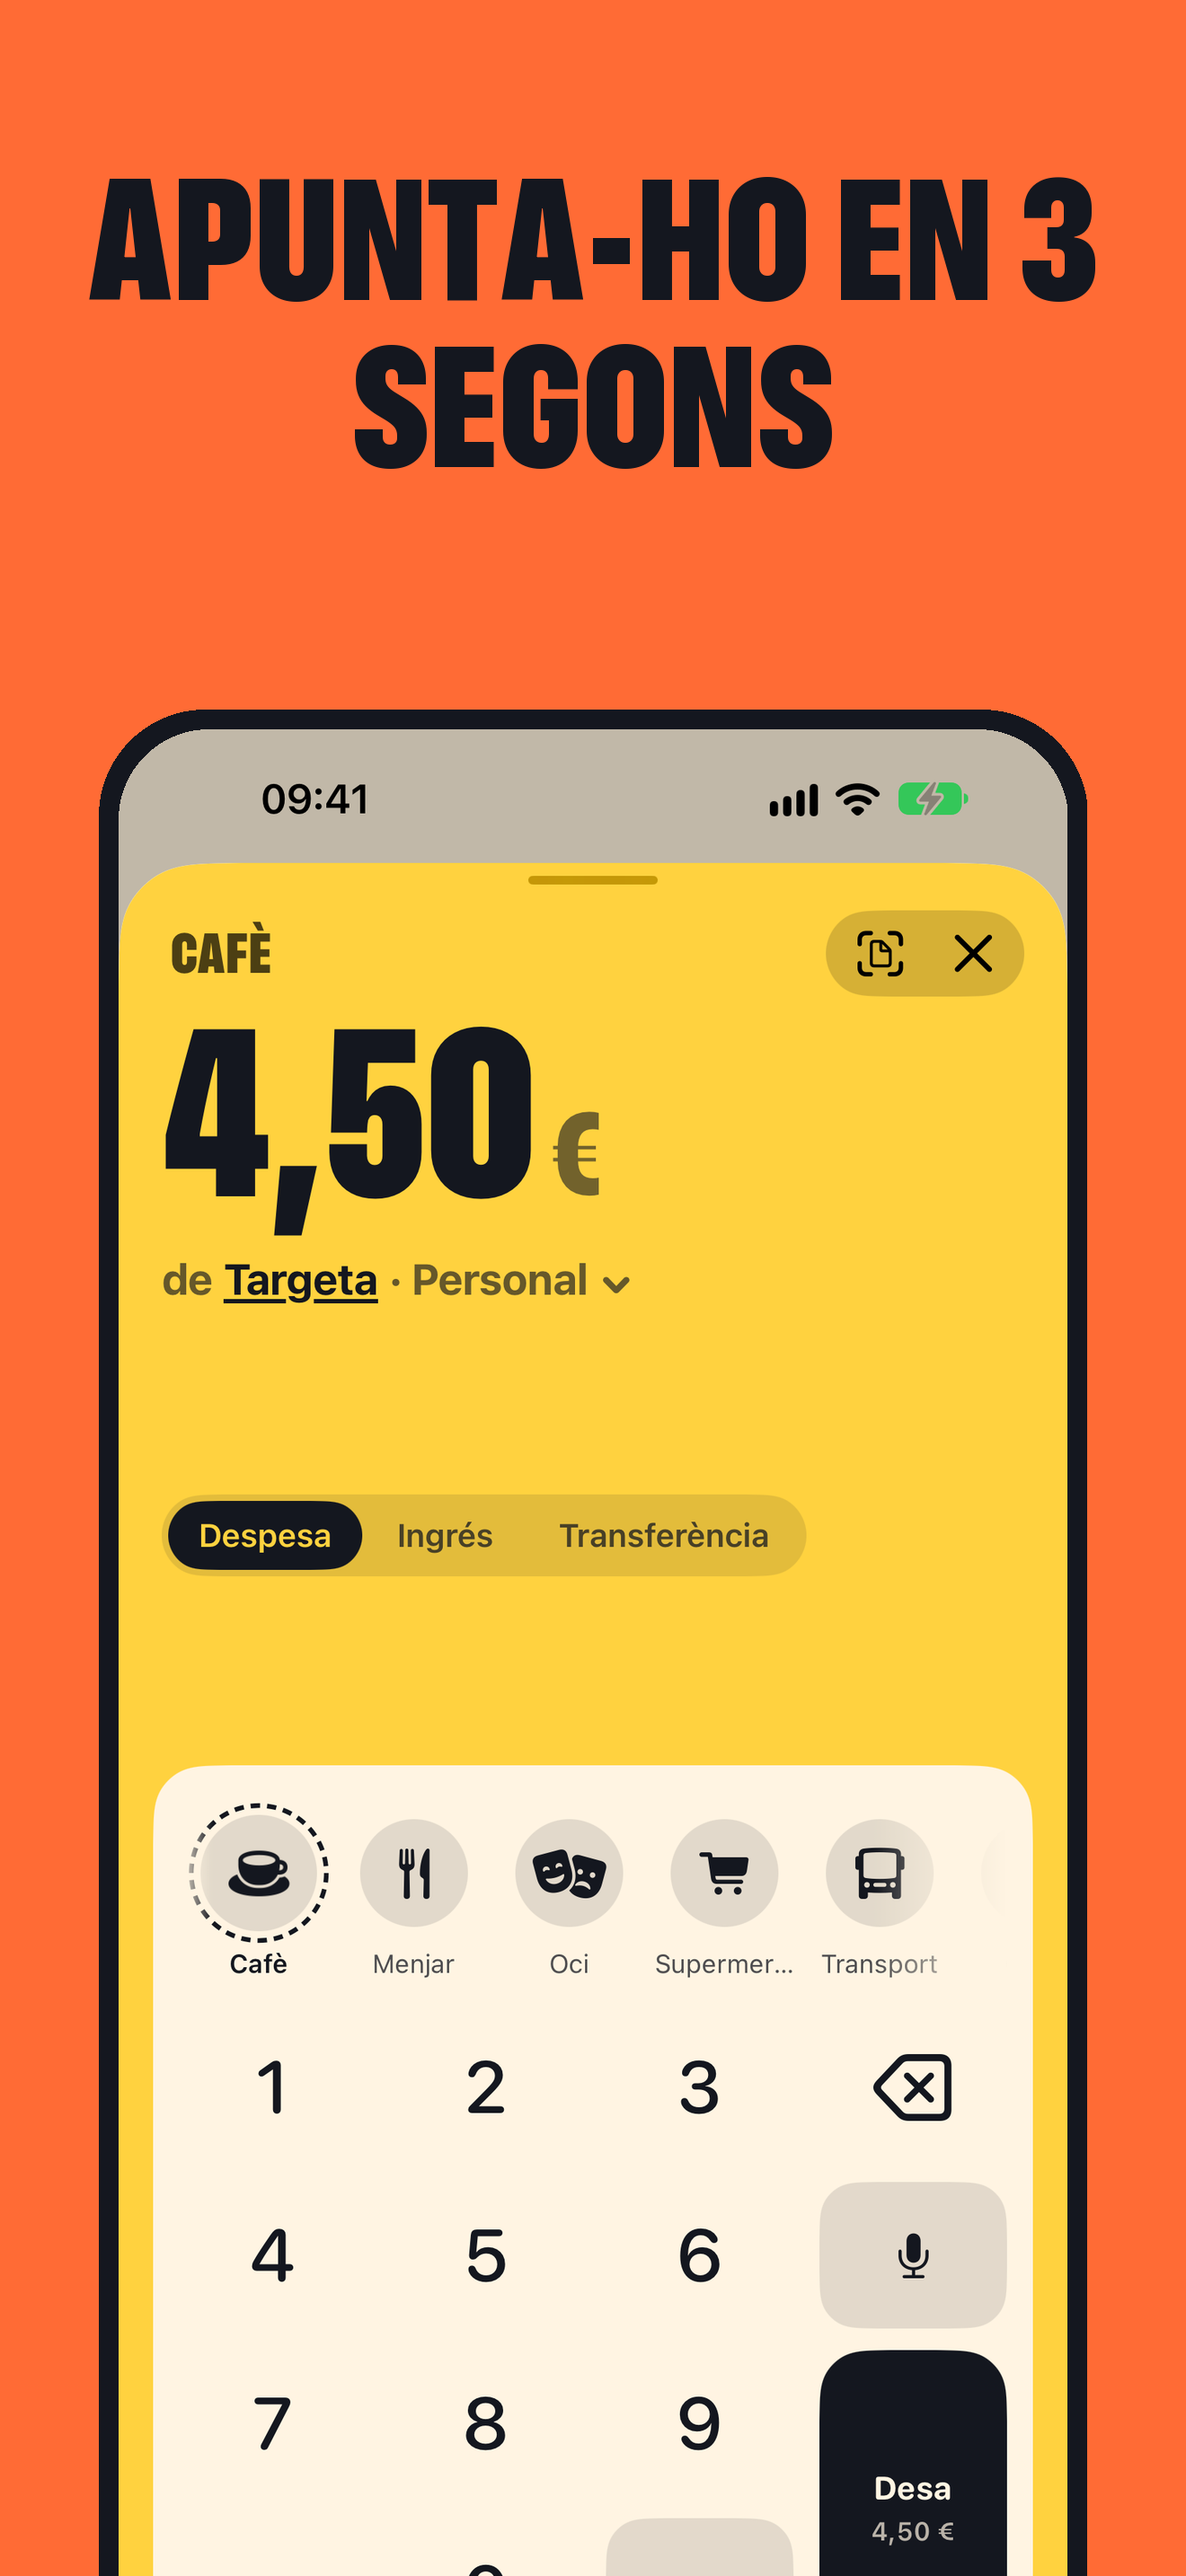 APUNTA-HO EN 3
SEGONS
09:41
CAFÈ
4,50 €
de Targeta · Personal
Despesa Ingrés Transferència
Cafè Menjar Oci Supermer... Transport
1 2 3
4 5 6
7 8 9
Desa
4,50 €